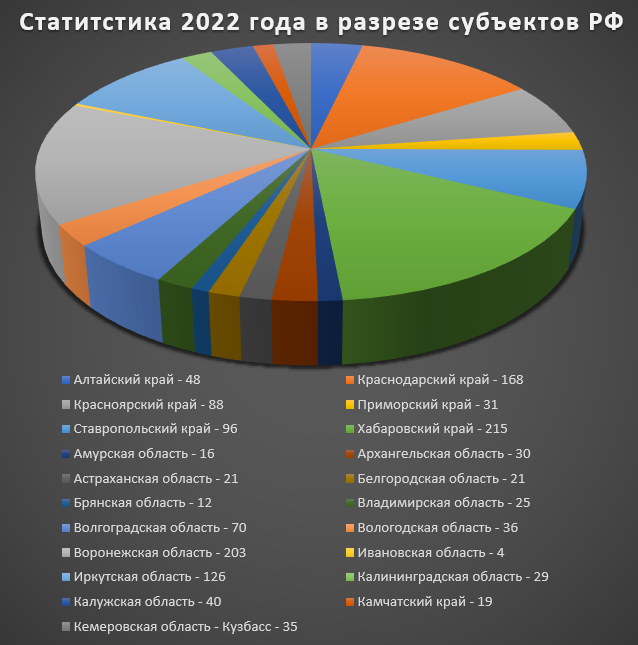 Статитстика 2022 года в разрезе субъектов РФ
Алтайский край - 48
Краснодарский край - 168
Красноярский край - 88
Приморский край - 31
Ставропольский край - 96
Хабаровский край - 215
Амурская область - 16
Архангельская область - 30
Астраханская область - 21
Белгородская область - 21
Брянская область - 12
Владимирская область - 25
Волгоградская область - 70
Вологодская область - 36
Воронежская область - 203
Ивановская область - 4
Иркутская область - 126
Калининградская область - 29
Калужская область - 40
Камчатский край - 19
Кемеровская область - Кузбасс - 35